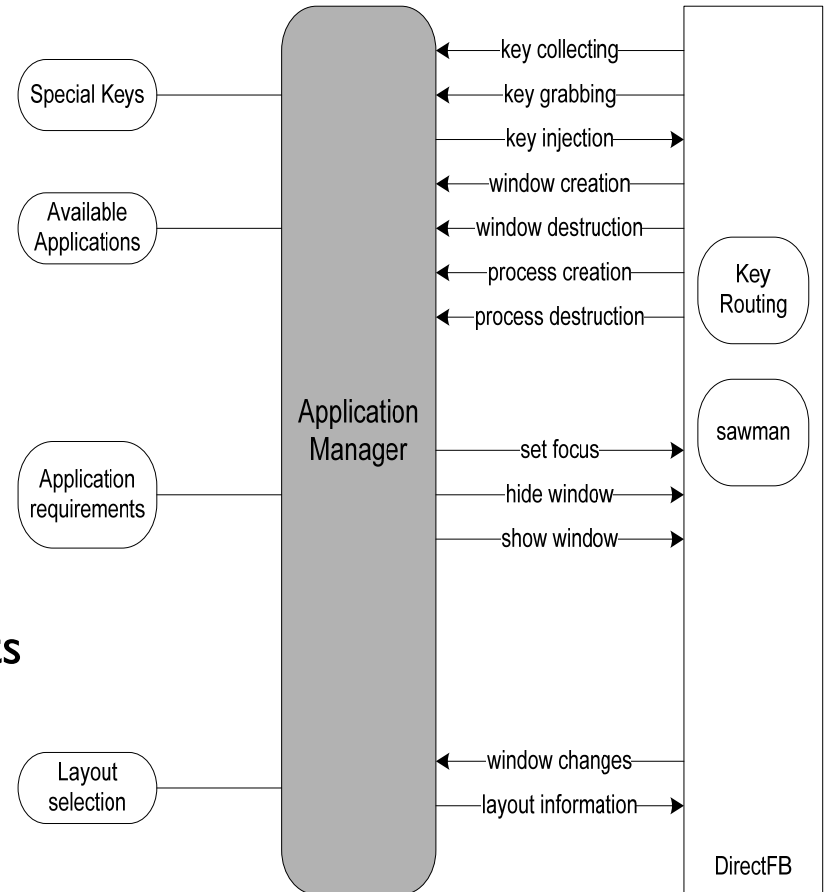 Special Keys
Available
Applications
Application
requirements
ts
Layout
selection
Application
Manager
key collecting
key grabbing
key injection
window creation
window destruction
process creation
process destruction
set focus
hide window
show window
window changes
layout information
Key
Routing
sawman
DirectFB